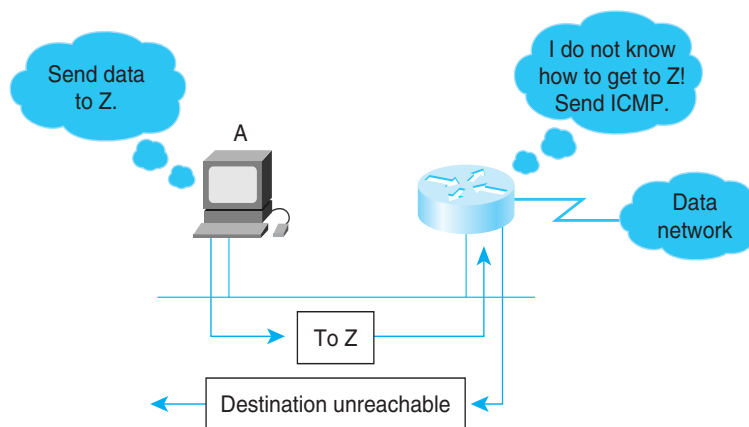 Send data
to Z.
I do not know
how to get to Z!
Send ICMP.
A
Data
network
To Z
Destination unreachable